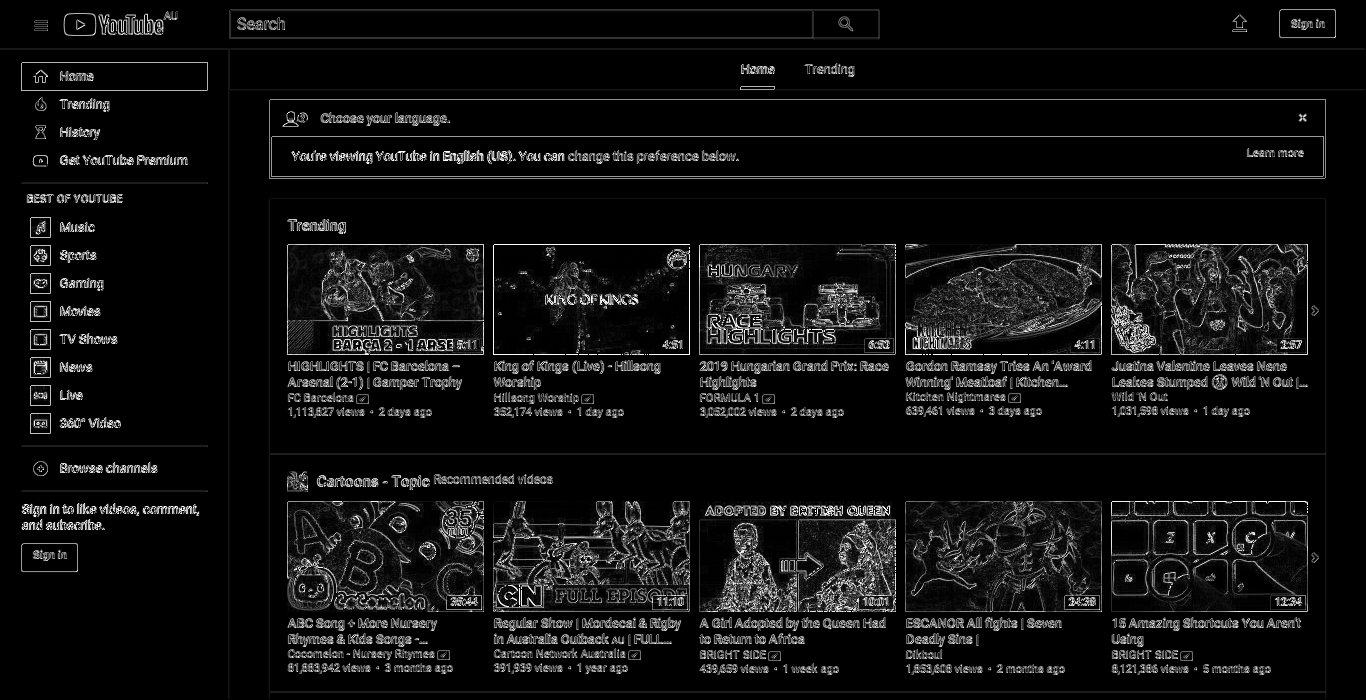 YouTube AU
Search
Sign in
Home
Trending
History
Get YouTube Premium
BEST OF YOUTUBE
Music
Sports
Gaming
Movies
TV Shows
News
Live
360° Video
Browse channels
Sign in to like videos, comment,
and subscribe.
Sign in
Home Trending
Choose your language.
You're viewing YouTube in English (US). You can change this preference below.
Learn more
Trending
HIGHLIGHTS
BARÇA 2 - 1 ARSE
5:11
HIGHLIGHTS | FC Barcelona –
Arsenal (2-1) | Gamper Trophy
FC Barcelona
1,113,827 views • 2 days ago
KING OF KINGS
4:51
King of Kings (Live) - Hillsong
Worship
Hillsong Worship
352,174 views • 1 day ago
HUNGARY
RACE
HIGHLIGHTS
6:52
2019 Hungarian Grand Prix: Race
Highlights
FORMULA 1
3,052,002 views • 2 days ago
KITCHEN
NIGHTMARES
4:11
Gordon Ramsay Tries An 'Award
Winning' Meatloaf | Kitchen...
Kitchen Nightmares
639,461 views • 3 days ago
2:57
Justina Valentine Leaves Nene
Leakes Stumped Wild 'N Out |...
Wild 'N Out
1,031,598 views • 1 day ago
Cartoons - Topic Recommended videos
A
B
C
35
35:44
Cocomelon
ABC Song + More Nursery
Rhymes & Kids Songs -...
Cocomelon - Nursery Rhymes
81,883,942 views • 3 months ago
CN FULL EPISOD
11:10
Regular Show | Mordecai & Rigby
in Australia Outback AU | FULL...
Cartoon Network Australia
391,939 views • 1 year ago
ADOPTED BY BRITISH QUEEN
10:01
A Girl Adopted by the Queen Had
to Return to Africa
BRIGHT SIDE
439,659 views • 1 week ago
24:38
ESCANOR All fights | Seven
Deadly Sins |
Dikboui
1,853,608 views • 2 months ago
Z X C V
12:34
15 Amazing Shortcuts You Aren't
Using
BRIGHT SIDE
8,121,386 views • 5 months ago